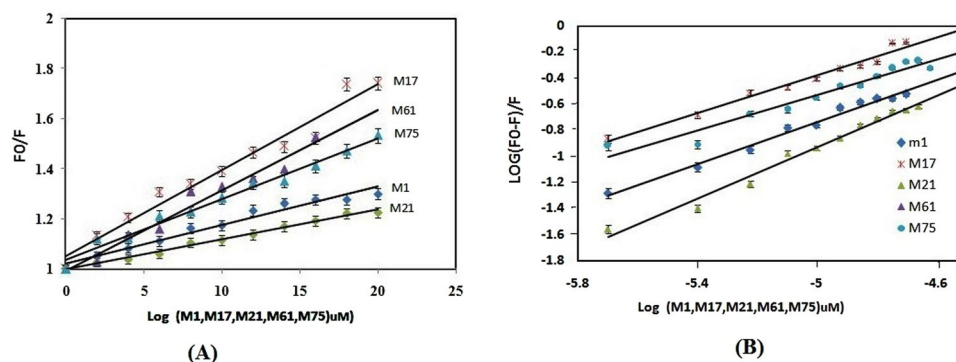 2
1.8
1.6
1.4
1.2
1
F0/F
0 5 10 15 20 25
M17
M61
M75
M1
M21
Log (M1,M17,M21,M61,M75)uM
(A)
0
-0.2
-0.4
-0.6
-0.8
-1
-1.2
-1.4
-1.6
-1.8
LOG(F0-F)/F
-5.8 -5.4 -5 -4.6
m1
M17
M21
M61
M75
Log (M1,M17,M21,M61,M75)uM
(B)